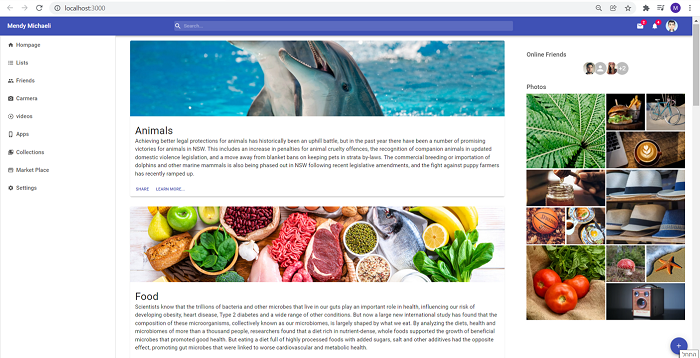 localhost:3000
M
Mendy Michaeli
Search...
Hompage
Lists
Friends
Carmera
videos
Apps
Collections
Market Place
Settings
Animals
Achieving better legal protections for animals has historically been an uphill battle, but in the past year there have been a number of promising
victories for animals in NSW. This includes an increase in penalties for animal cruelty offences, the recognition of companion animals in updated
domestic violence legislation, and a move away from blanket bans on keeping pets in strata by-laws. The commercial breeding or importation of
dolphins and other marine mammals is also being phased out in NSW following recent legislative amendments, and the fight against puppy farmers
has recently ramped up.
SHARE LEARN MORE...
Food
Scientists know that the trillions of bacteria and other microbes that live in our guts play an important role in health, influencing our risk of
developing obesity, heart disease, Type 2 diabetes and a wide range of other conditions. But now a large new international study has found that the
composition of these microorganisms, collectively known as our microbiomes, is largely shaped by what we eat. By analyzing the diets, health and
microbiomes of more than a thousand people, researchers found that a diet rich in nutrient-dense, whole foods supported the growth of beneficial
microbes that promoted good health. But eating a diet full of highly processed foods with added sugars, salt and other additives had the opposite
effect, promoting gut microbes that were linked to worse cardiovascular and metabolic health.
Online Friends
+2
Photos
+